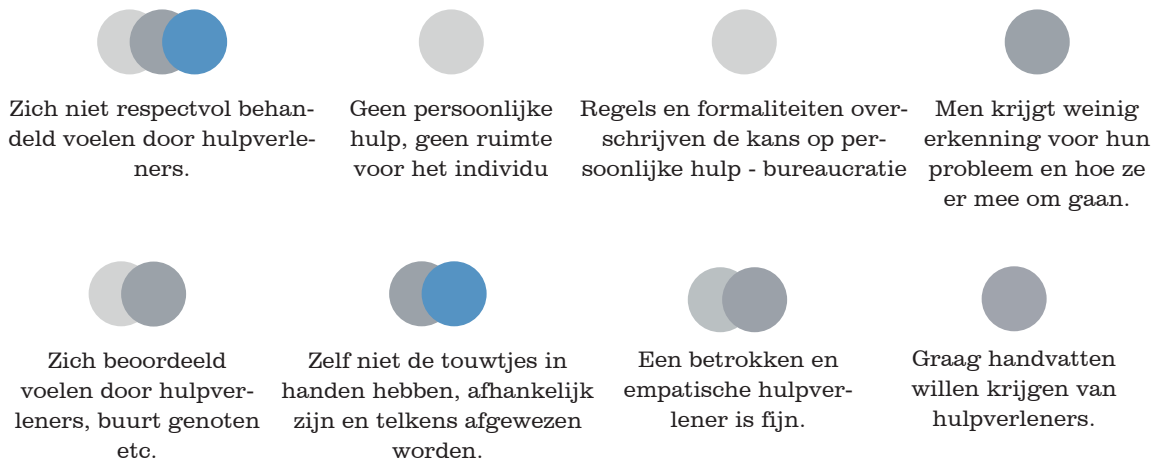 Zich niet respectvol behan-
deld voelen door hulpverle-
ners.
Geen persoonlijke
hulp, geen ruimte
voor het individu
Regels en formaliteiten over-
schrijven de kans op per-
soonlijke hulp - bureaucratie
Men krijgt weinig
erkenning voor hun
probleem en hoe ze
er mee om gaan.
Zich beoordeeld
voelen door hulpver-
leners, buurt genoten
etc.
Zelf niet de touwtjes in
handen hebben, afhankelijk
zijn en telkens afgewezen
worden.
Een betrokken en
empatische hulpver-
lener is fijn.
Graag handvatten
willen krijgen van
hulpverleners.